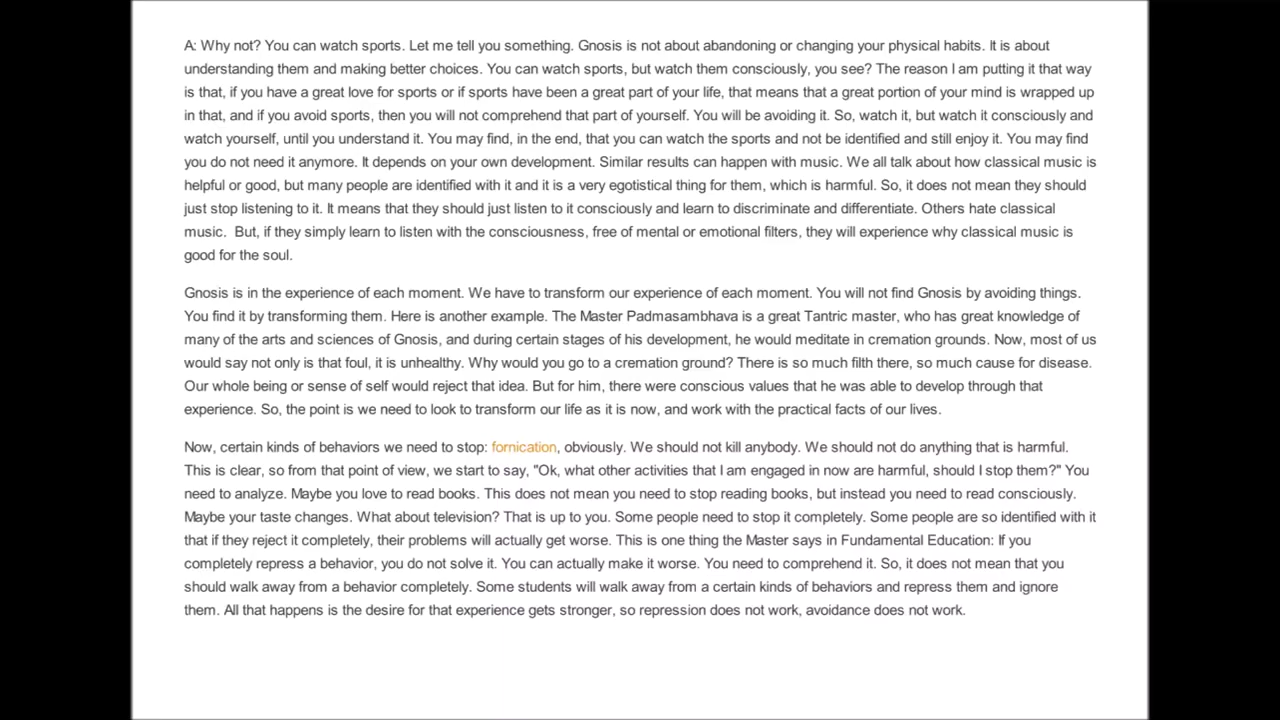 A: Why not? You can watch sports. Let me tell you something. Gnosis is not about abandoning or changing your physical habits. It is about
understanding them and making better choices. You can watch sports, but watch them consciously, you see? The reason I am putting it that way
is that, if you have a great love for sports or if sports have been a great part of your life, that means that a great portion of your mind is wrapped up
in that, and if you avoid sports, then you will not comprehend that part of yourself. You will be avoiding it. So, watch it, but watch it consciously and
watch yourself, until you understand it. You may find, in the end, that you can watch the sports and not be identified and still enjoy it. You may find
you do not need it anymore. It depends on your own development. Similar results can happen with music. We all talk about how classical music is
helpful or good, but many people are identified with it and it is a very egotistical thing for them, which is harmful. So, it does not mean they should
just stop listening to it. It means that they should just listen to it consciously and learn to discriminate and differentiate. Others hate classical
music.  But, if they simply learn to listen with the consciousness, free of mental or emotional filters, they will experience why classical music is
good for the soul.
Gnosis is in the experience of each moment. We have to transform our experience of each moment. You will not find Gnosis by avoiding things.
You find it by transforming them. Here is another example. The Master Padmasambhava is a great Tantric master, who has great knowledge of
many of the arts and sciences of Gnosis, and during certain stages of his development, he would meditate in cremation grounds. Now, most of us
would say not only is that foul, it is unhealthy. Why would you go to a cremation ground? There is so much filth there, so much cause for disease.
Our whole being or sense of self would reject that idea. But for him, there were conscious values that he was able to develop through that
experience. So, the point is we need to look to transform our life as it is now, and work with the practical facts of our lives.
Now, certain kinds of behaviors we need to stop: fornication, obviously. We should not kill anybody. We should not do anything that is harmful.
This is clear, so from that point of view, we start to say, "Ok, what other activities that I am engaged in now are harmful, should I stop them?" You
need to analyze. Maybe you love to read books. This does not mean you need to stop reading books, but instead you need to read consciously.
Maybe your taste changes. What about television? That is up to you. Some people need to stop it completely. Some people are so identified with it
that if they reject it completely, their problems will actually get worse. This is one thing the Master says in Fundamental Education: If you
completely repress a behavior, you do not solve it. You can actually make it worse. You need to comprehend it. So, it does not mean that you
should walk away from a behavior completely. Some students will walk away from a certain kinds of behaviors and repress them and ignore
them. All that happens is the desire for that experience gets stronger, so repression does not work, avoidance does not work.